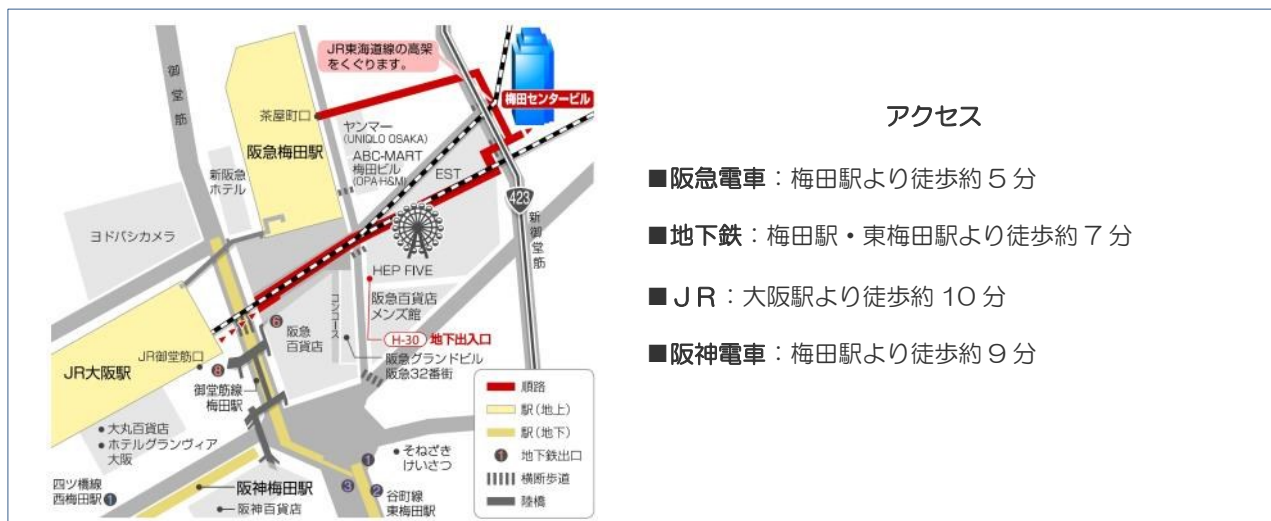 JR東海道線の高架
をくぐります。
梅田センタービル
御堂筋
茶屋町口
阪急梅田駅
ヤンマー
(UNIQLO OSAKA)
ABC-MART
梅田ビル
(OPA・H&M)
EST
423
新御堂筋
新阪急
ホテル
ヨドバシカメラ
HEP FIVE
コンコース
阪急百貨店
メンズ館
6
阪急
百貨店
H-30 地下出入口
阪急グランドビル
阪急32番街
JR御堂筋口
8
JR大阪駅
御堂筋線
梅田駅
大丸百貨店
ホテルグランヴィア
大阪
そねざき
けいさつ
1
3
2
谷町線
東梅田駅
四ツ橋線
西梅田駅 1
阪神梅田駅
阪神百貨店
順路
駅(地上)
駅(地下)
1 地下鉄出口
横断歩道
陸橋
アクセス
■阪急電車：梅田駅より徒歩約 5 分
■地下鉄：梅田駅・東梅田駅より徒歩約 7 分
■ＪＲ：大阪駅より徒歩約 10 分
■阪神電車：梅田駅より徒歩約 9 分